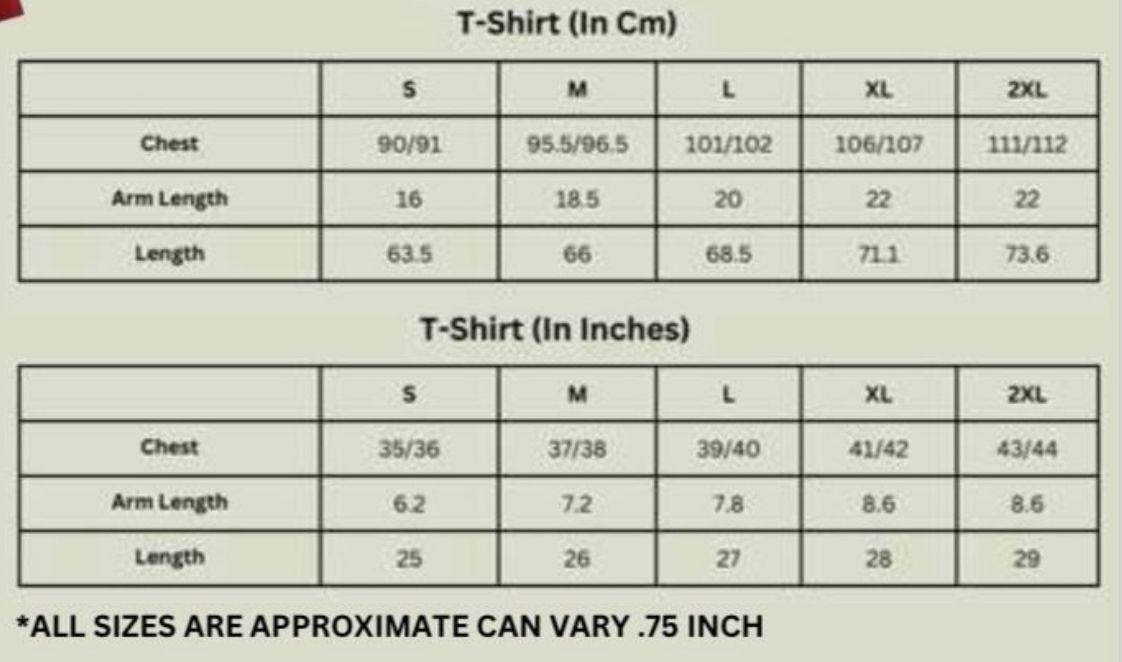 T-Shirt (In Cm)
S M L XL 2XL
Chest 90/91 95.5/96.5 101/102 106/107 111/112
Arm Length 16 18.5 20 22 22
Length 63.5 66 68.5 71.1 73.6
T-Shirt (In Inches)
S M L XL 2XL
Chest 35/36 37/38 39/40 41/42 43/44
Arm Length 6.2 7.2 7.8 8.6 8.6
Length 25 26 27 28 29
*ALL SIZES ARE APPROXIMATE CAN VARY .75 INCH